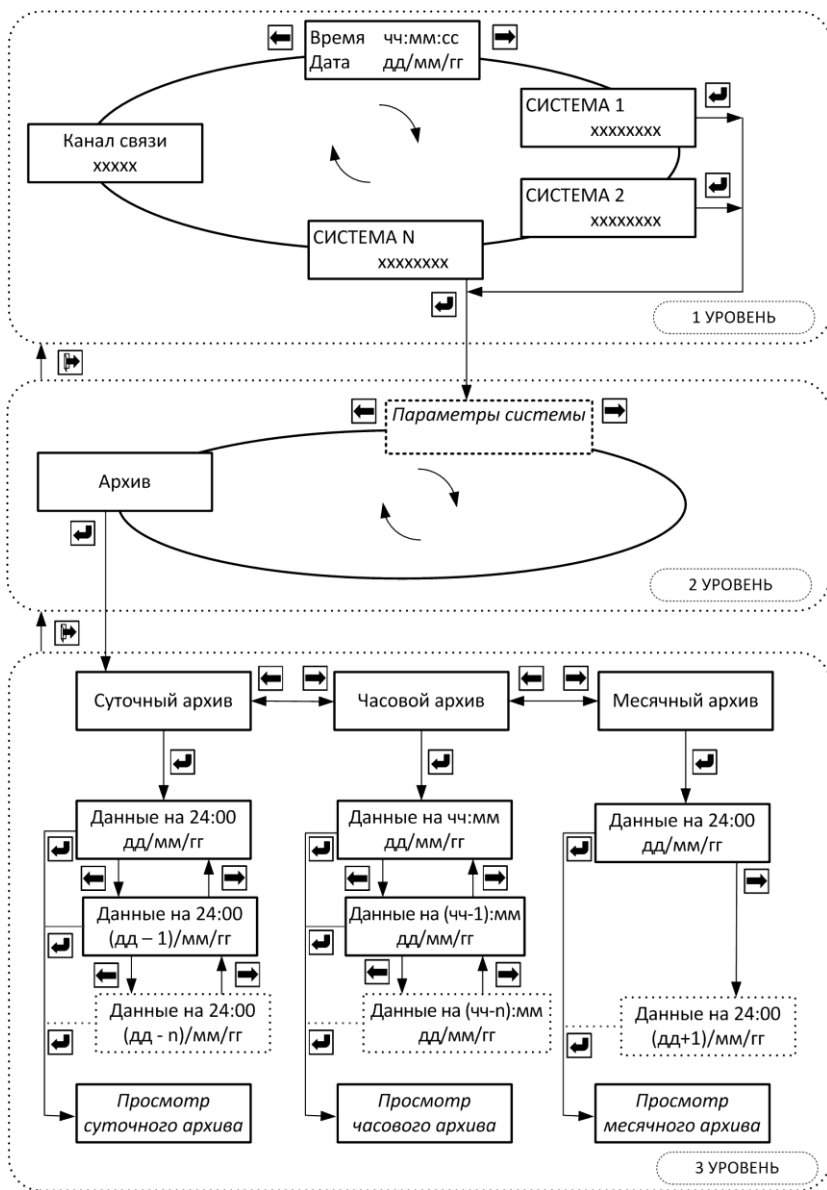 Время чч:мм:сс
Дата дд/мм/гг
СИСТЕМА 1
xxxxxxxx
Канал связи
xxxxx
СИСТЕМА 2
xxxxxxxx
СИСТЕМА N
xxxxxxxx
1 УРОВЕНЬ
Параметры системы
Архив
2 УРОВЕНЬ
Суточный архив
Часовой архив
Месячный архив
Данные на 24:00
дд/мм/гг
Данные на чч:мм
дд/мм/гг
Данные на 24:00
дд/мм/гг
Данные на 24:00
(дд – 1)/мм/гг
Данные на (чч-1):мм
дд/мм/гг
Данные на 24:00
(дд - n)/мм/гг
Данные на (чч-n):мм
дд/мм/гг
Данные на 24:00
(дд+1)/мм/гг
Просмотр
суточного архива
Просмотр
часового архива
Просмотр
месячного архива
3 УРОВЕНЬ